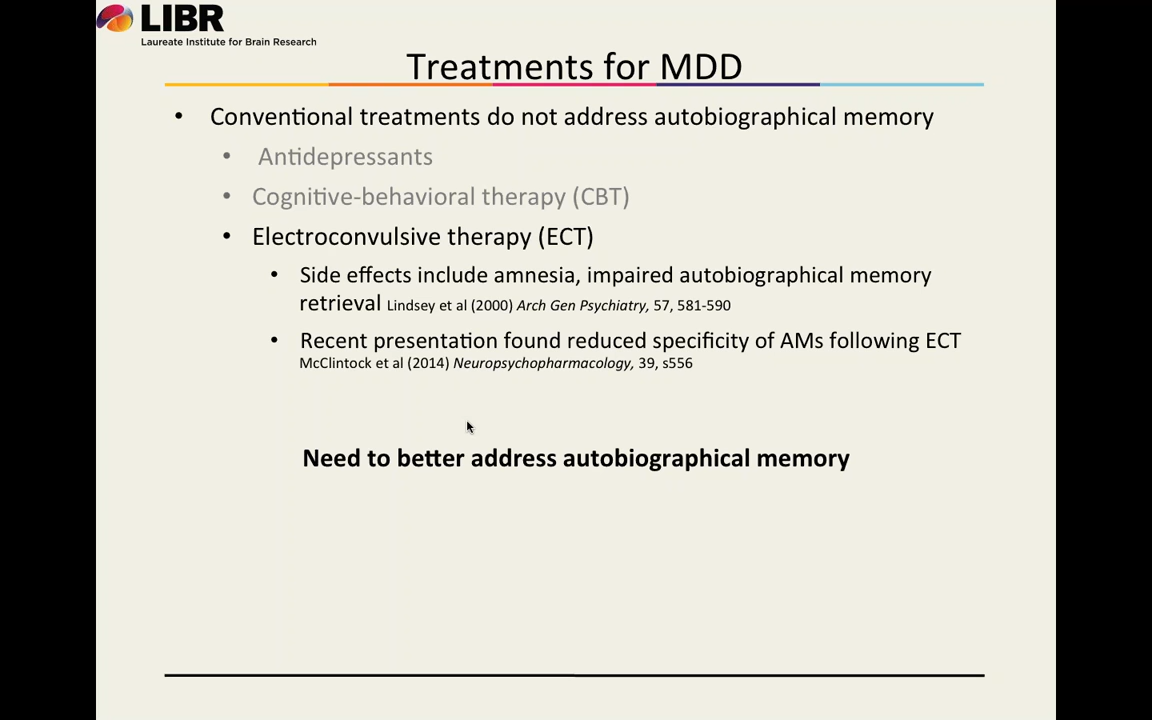 LIBR
Laureate Institute for Brain Research
Treatments for MDD
• Conventional treatments do not address autobiographical memory
• Antidepressants
• Cognitive-behavioral therapy (CBT)
• Electroconvulsive therapy (ECT)
• Side effects include amnesia, impaired autobiographical memory
retrieval Lindsey et al (2000) Arch Gen Psychiatry, 57, 581-590
• Recent presentation found reduced specificity of AMs following ECT
McClintock et al (2014) Neuropsychopharmacology, 39, s556
Need to better address autobiographical memory